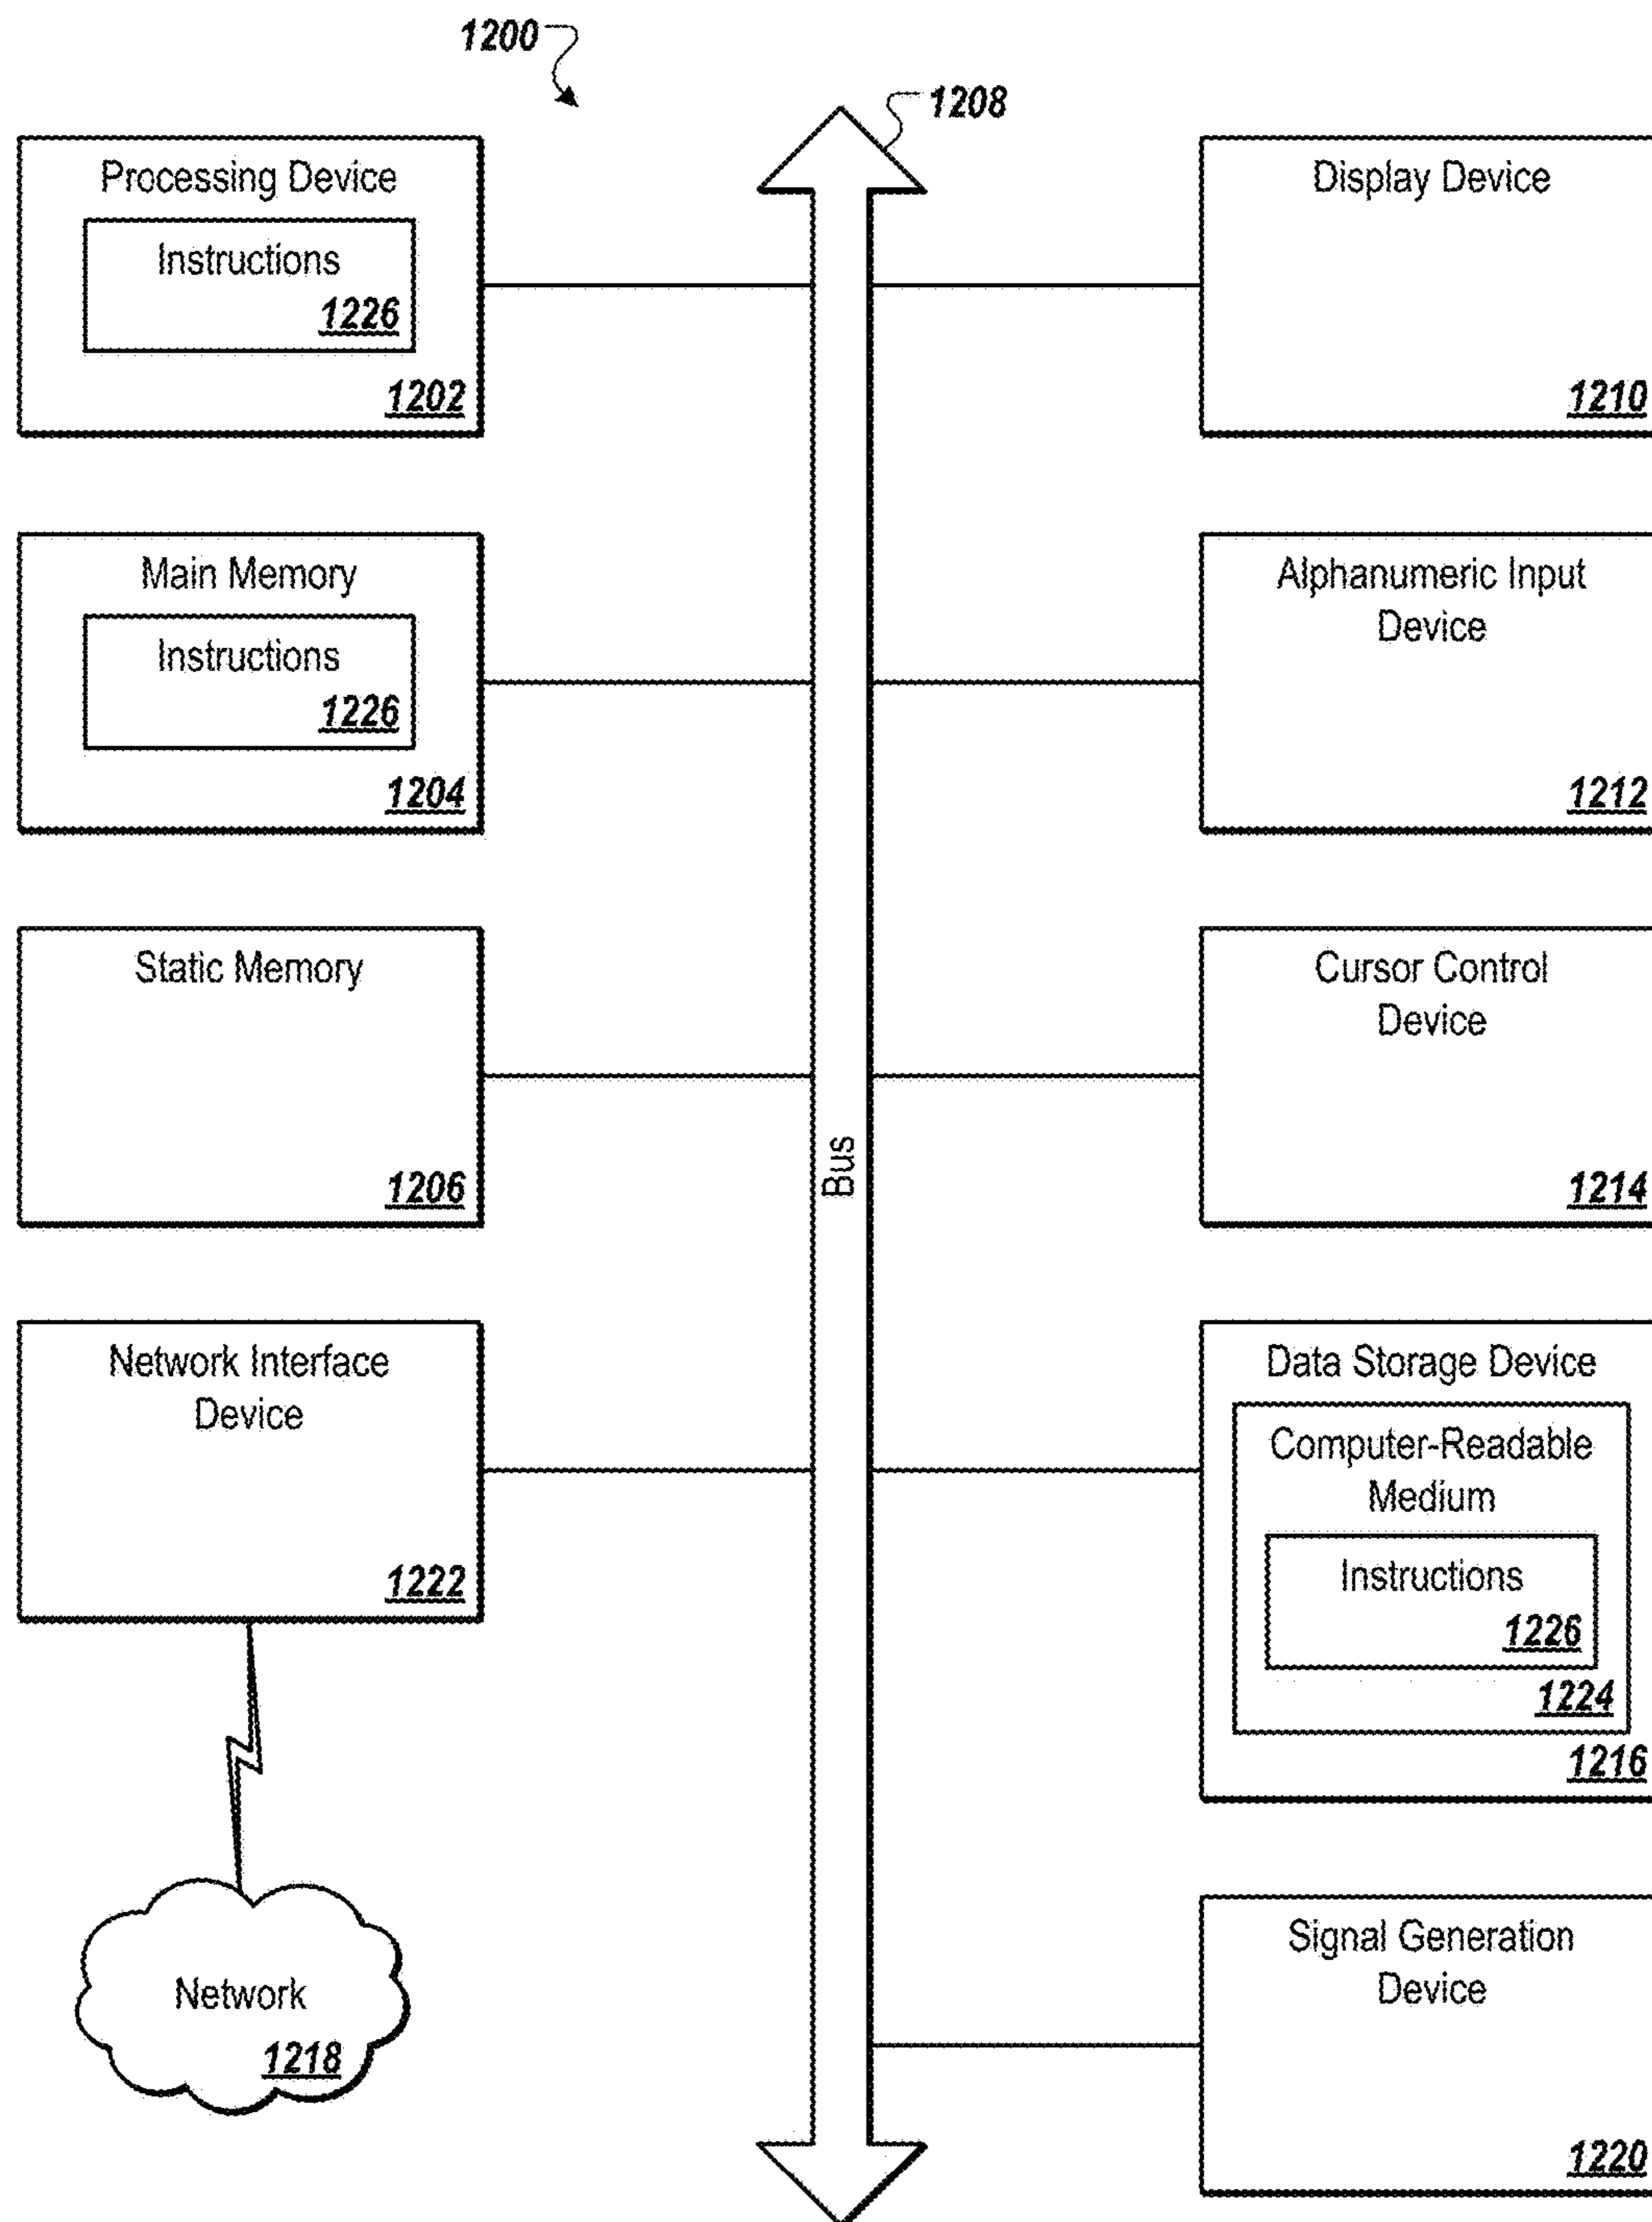 1200
1208
Processing Device
Instructions
1226
1202
Display Device
1210
Main Memory
Instructions
1226
1204
Alphanumeric Input
Device
1212
Static Memory
1206
Cursor Control
Device
1214
Bus
Network Interface
Device
1222
Data Storage Device
Computer-Readable
Medium
Instructions
1226
1224
1216
Network
1218
Signal Generation
Device
1220